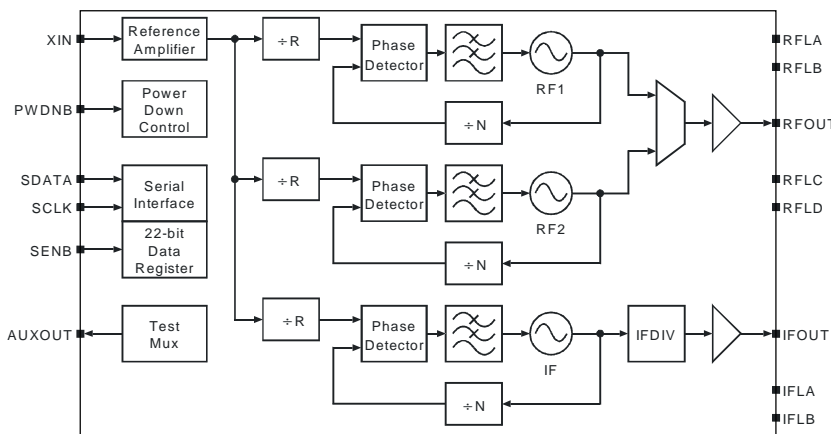 XIN
Reference
Amplifier
÷R
Phase
Detector
RF1
÷N
RFLA
RFLB
PWDNB
Power
Down
Control
RFOUT
SDATA
SCLK
Serial
Interface
÷R
Phase
Detector
RF2
÷N
RFLC
RFLD
SENB
22-bit
Data
Register
AUXOUT
Test
Mux
÷R
Phase
Detector
IF
÷N
IFDIV
IFOUT
IFLA
IFLB